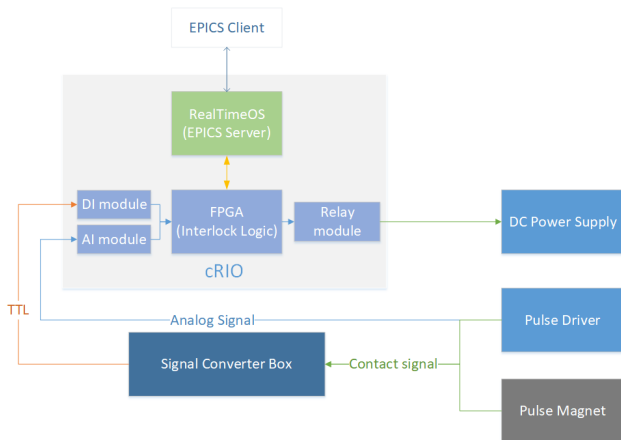 EPICS Client
RealTimeOS
(EPICS Server)
DI module
AI module
FPGA
(Interlock Logic)
Relay
module
DC Power Supply
cRIO
TTL
Analog Signal
Pulse Driver
Signal Converter Box
Contact signal
Pulse Magnet